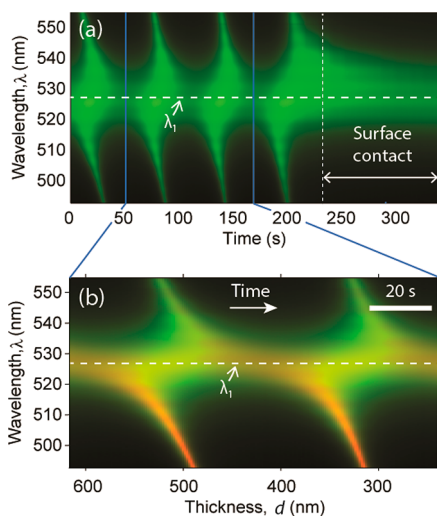 (a)
Wavelength, λ (nm)
550
540
530
520
510
500
λ1
Surface
contact
0 50 100 150 200 250 300
Time (s)
(b)
Time
20 s
Wavelength, λ (nm)
550
540
530
520
510
500
λ1
600 500 400 300
Thickness, d (nm)